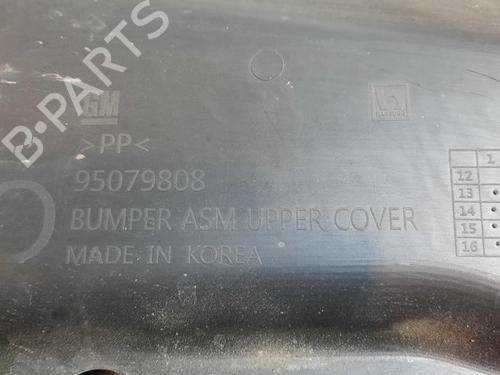 B-PARTS
GM
>PP<
95079808
BUMPER ASM UPPER COVER
MADE IN KOREA
1
12
13
14
15
16